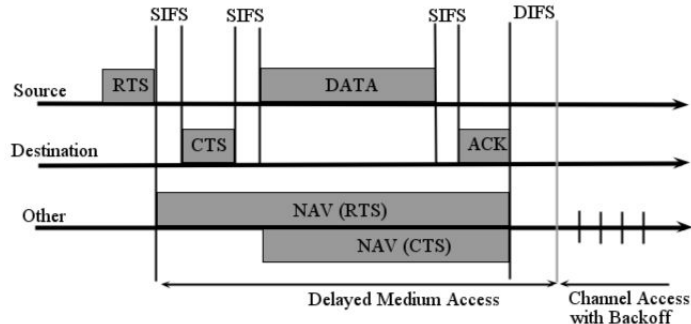 SIFS SIFS SIFS DIFS
RTS DATA
Source
CTS ACK
Destination
NAV (RTS)
Other
NAV (CTS)
Delayed Medium Access
Channel Access
with Backoff